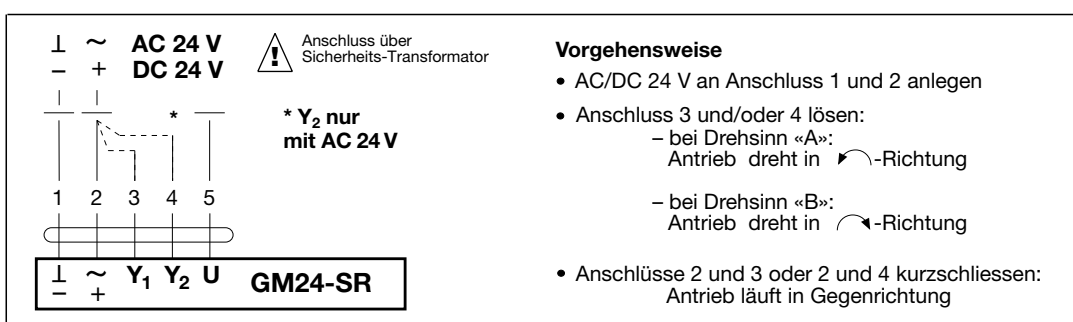 ⊥ ~ AC 24 V
– + DC 24 V
! Anschluss über
Sicherheits-Transformator
* 
* Y₂ nur
mit AC 24 V
1 2 3 4 5
⊥ ~ Y₁ Y₂ U GM24-SR
– +
Vorgehensweise
• AC/DC 24 V an Anschluss 1 und 2 anlegen
• Anschluss 3 und/oder 4 lösen:
– bei Drehsinn «A»:
Antrieb dreht in ↶-Richtung
– bei Drehsinn «B»:
Antrieb dreht in ↷-Richtung
• Anschlüsse 2 und 3 oder 2 und 4 kurzschliessen:
Antrieb läuft in Gegenrichtung